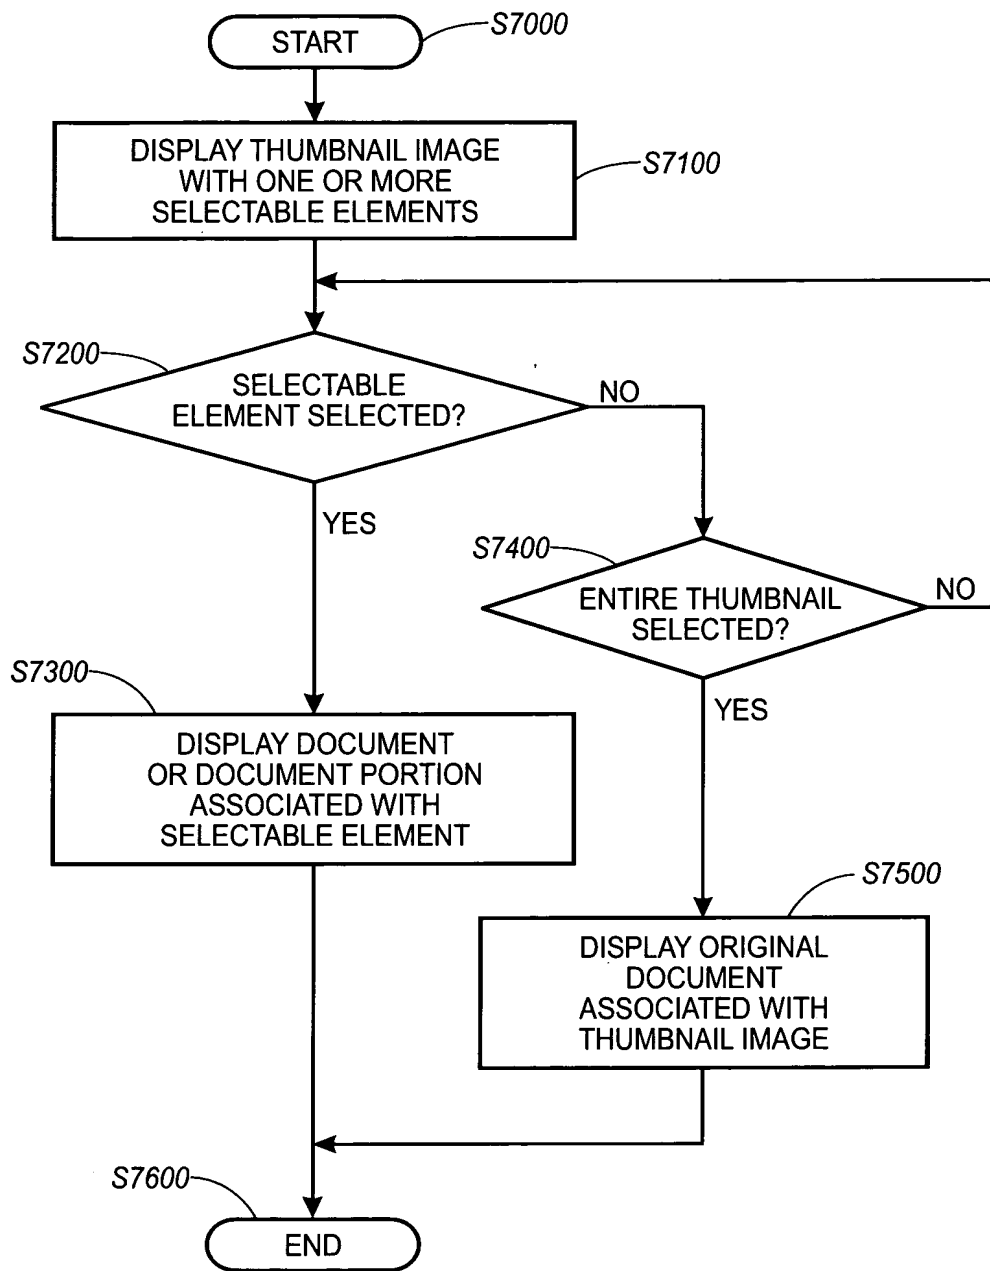 START
S7000
DISPLAY THUMBNAIL IMAGE
WITH ONE OR MORE
SELECTABLE ELEMENTS
S7100
S7200
SELECTABLE
ELEMENT SELECTED?
NO
YES
S7400
ENTIRE THUMBNAIL
SELECTED?
NO
YES
S7300
DISPLAY DOCUMENT
OR DOCUMENT PORTION
ASSOCIATED WITH
SELECTABLE ELEMENT
S7500
DISPLAY ORIGINAL
DOCUMENT
ASSOCIATED WITH
THUMBNAIL IMAGE
S7600
END